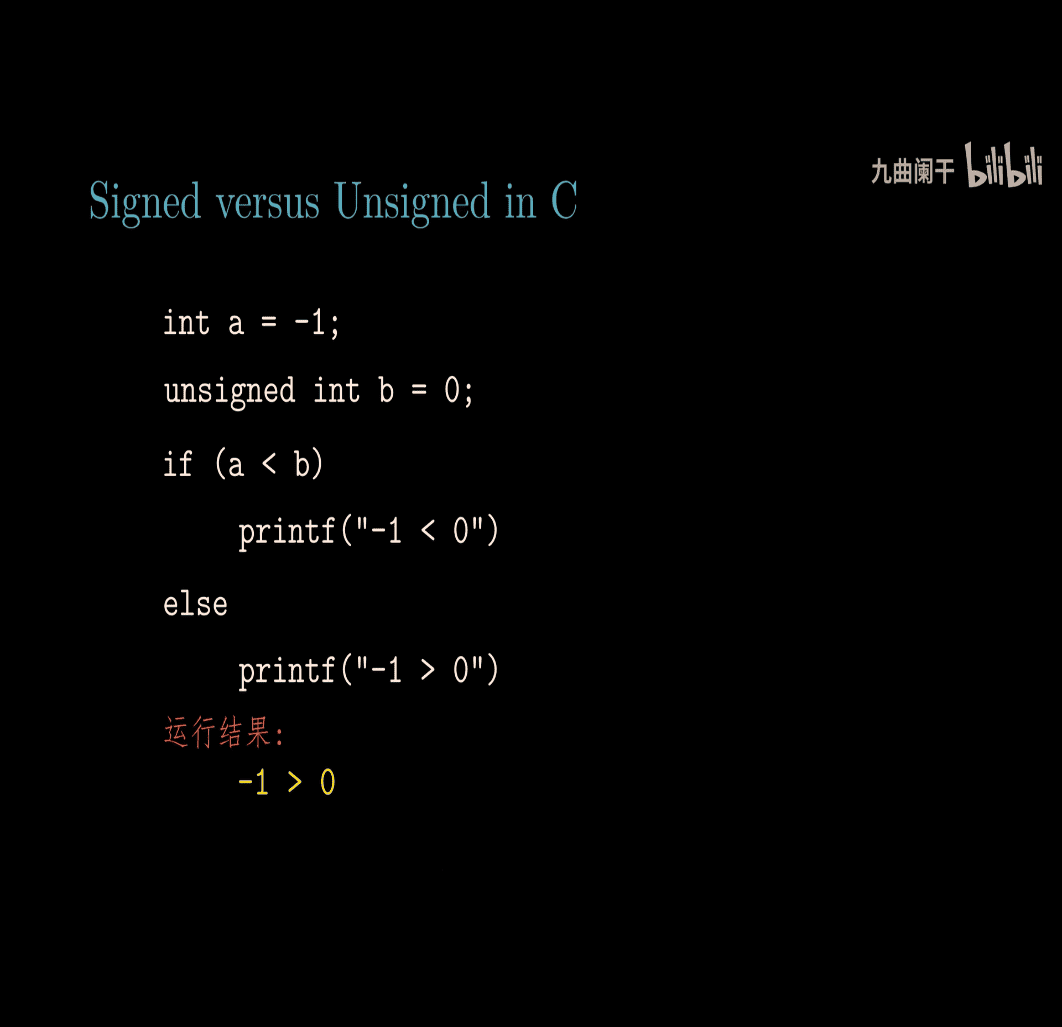 九曲阑干 bilibili
Signed versus Unsigned in C
int a = -1;
unsigned int b = 0;
if (a < b)
printf("-1 < 0")
else
printf("-1 > 0")
运行结果:
-1 > 0